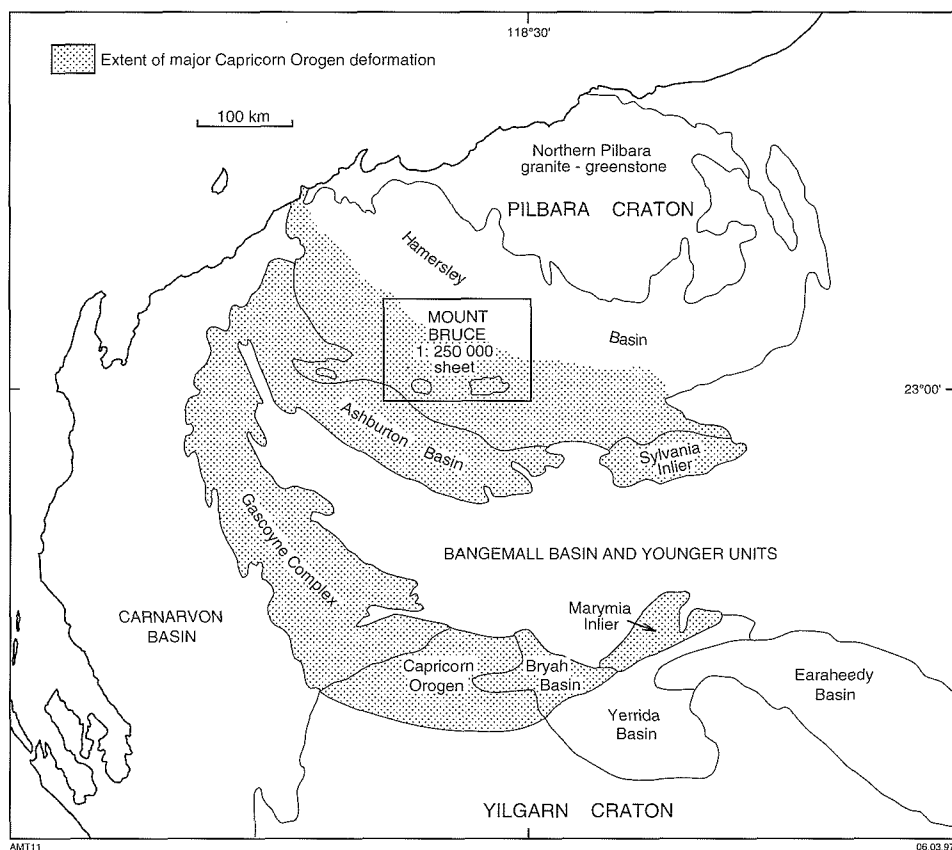 118°30'
Extent of major Capricorn Orogen deformation
100 km
Northern Pilbara
granite - greenstone
PILBARA CRATON
Hamersley
MOUNT
BRUCE
1: 250 000
sheet
Basin
23°00'
Ashburton
Basin
Sylvania
Inlier
Gascoyne Complex
BANGEMALL BASIN AND YOUNGER UNITS
CARNARVON
BASIN
Marymia
Inlier
Capricorn
Orogen
Bryah
Basin
Earaheedy
Basin
Yerrida
Basin
YILGARN CRATON
AMT11
06.03.97